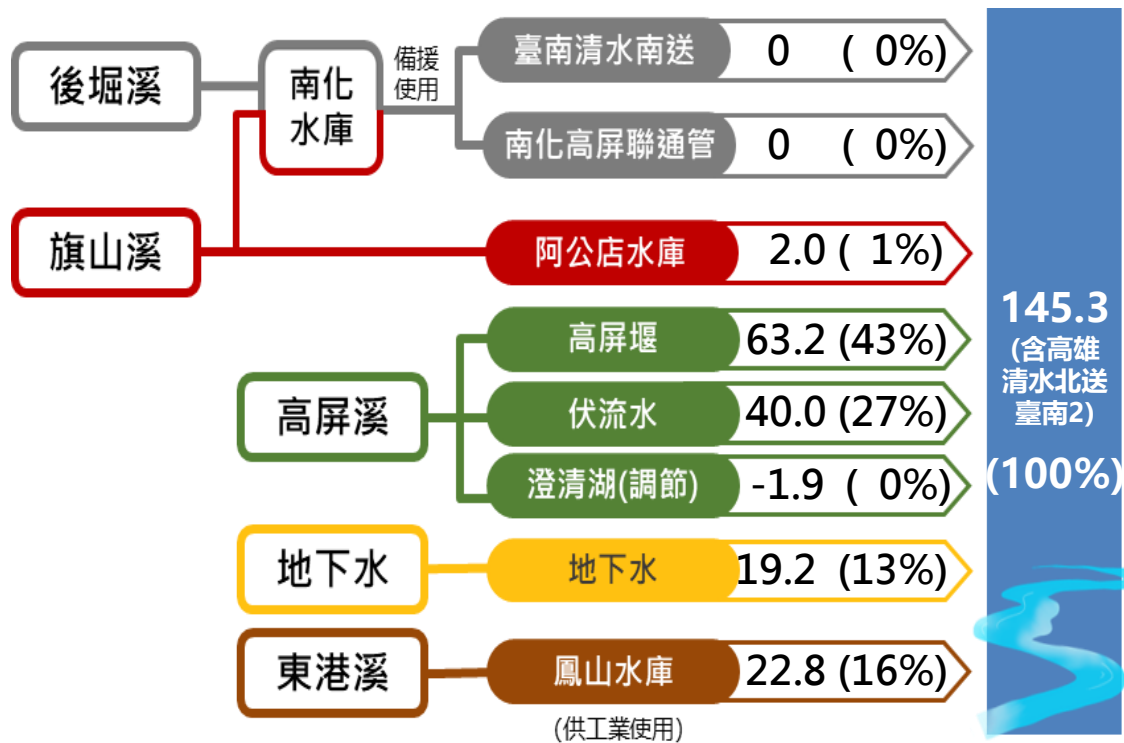 後堀溪
南化
水庫
備援
使用
臺南清水南送 0 ( 0%)
南化高屏聯通管 0 ( 0%)
旗山溪
阿公店水庫 2.0 ( 1%)
高屏溪
高屏堰 63.2 (43%)
伏流水 40.0 (27%)
澄清湖(調節) -1.9 ( 0%)
地下水
地下水 19.2 (13%)
東港溪
鳳山水庫 22.8 (16%)
(供工業使用)
145.3
(含高雄
清水北送
臺南2)
(100%)